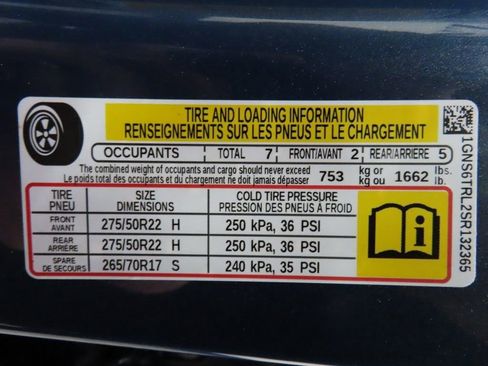 TIRE AND LOADING INFORMATION
RENSEIGNEMENTS SUR LES PNEUS ET LE CHARGEMENT
OCCUPANTS TOTAL 7 FRONT/AVANT 2 REAR/ARRIÈRE 5
The combined weight of occupants and cargo should never exceed 753 kg or 1662 lbs.
Le poids total des occupants et du chargement ne doit jamais dépasser kg ou lb.
TIRE SIZE COLD TIRE PRESSURE
PNEU DIMENSIONS PRESSION DES PNEUS A FROID
FRONT
AVANT 275/50R22 H 250 kPa, 36 PSI
REAR
ARRIÈRE 275/50R22 H 250 kPa, 36 PSI
SPARE
DE SECOURS 265/70R17 S 240 kPa, 35 PSI
i
1GNS6TRL2SR132365